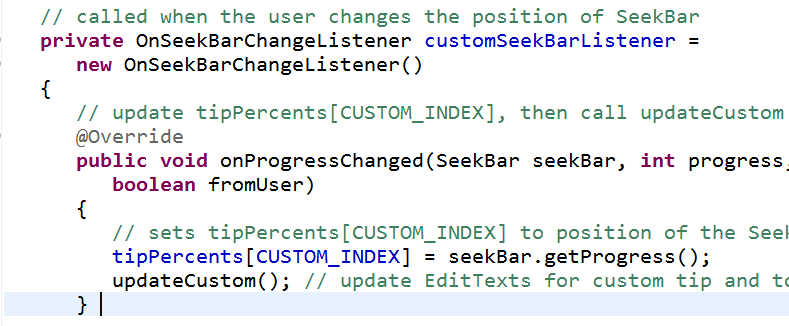 // called when the user changes the position of SeekBar
private OnSeekBarChangeListener customSeekBarListener =
new OnSeekBarChangeListener()
{
// update tipPercents[CUSTOM_INDEX], then call updateCustom
@Override
public void onProgressChanged(SeekBar seekBar, int progress,
boolean fromUser)
{
// sets tipPercents[CUSTOM_INDEX] to position of the
tipPercents[CUSTOM_INDEX] = seekBar.getProgress();
updateCustom(); // update EditTexts for custom tip and
}